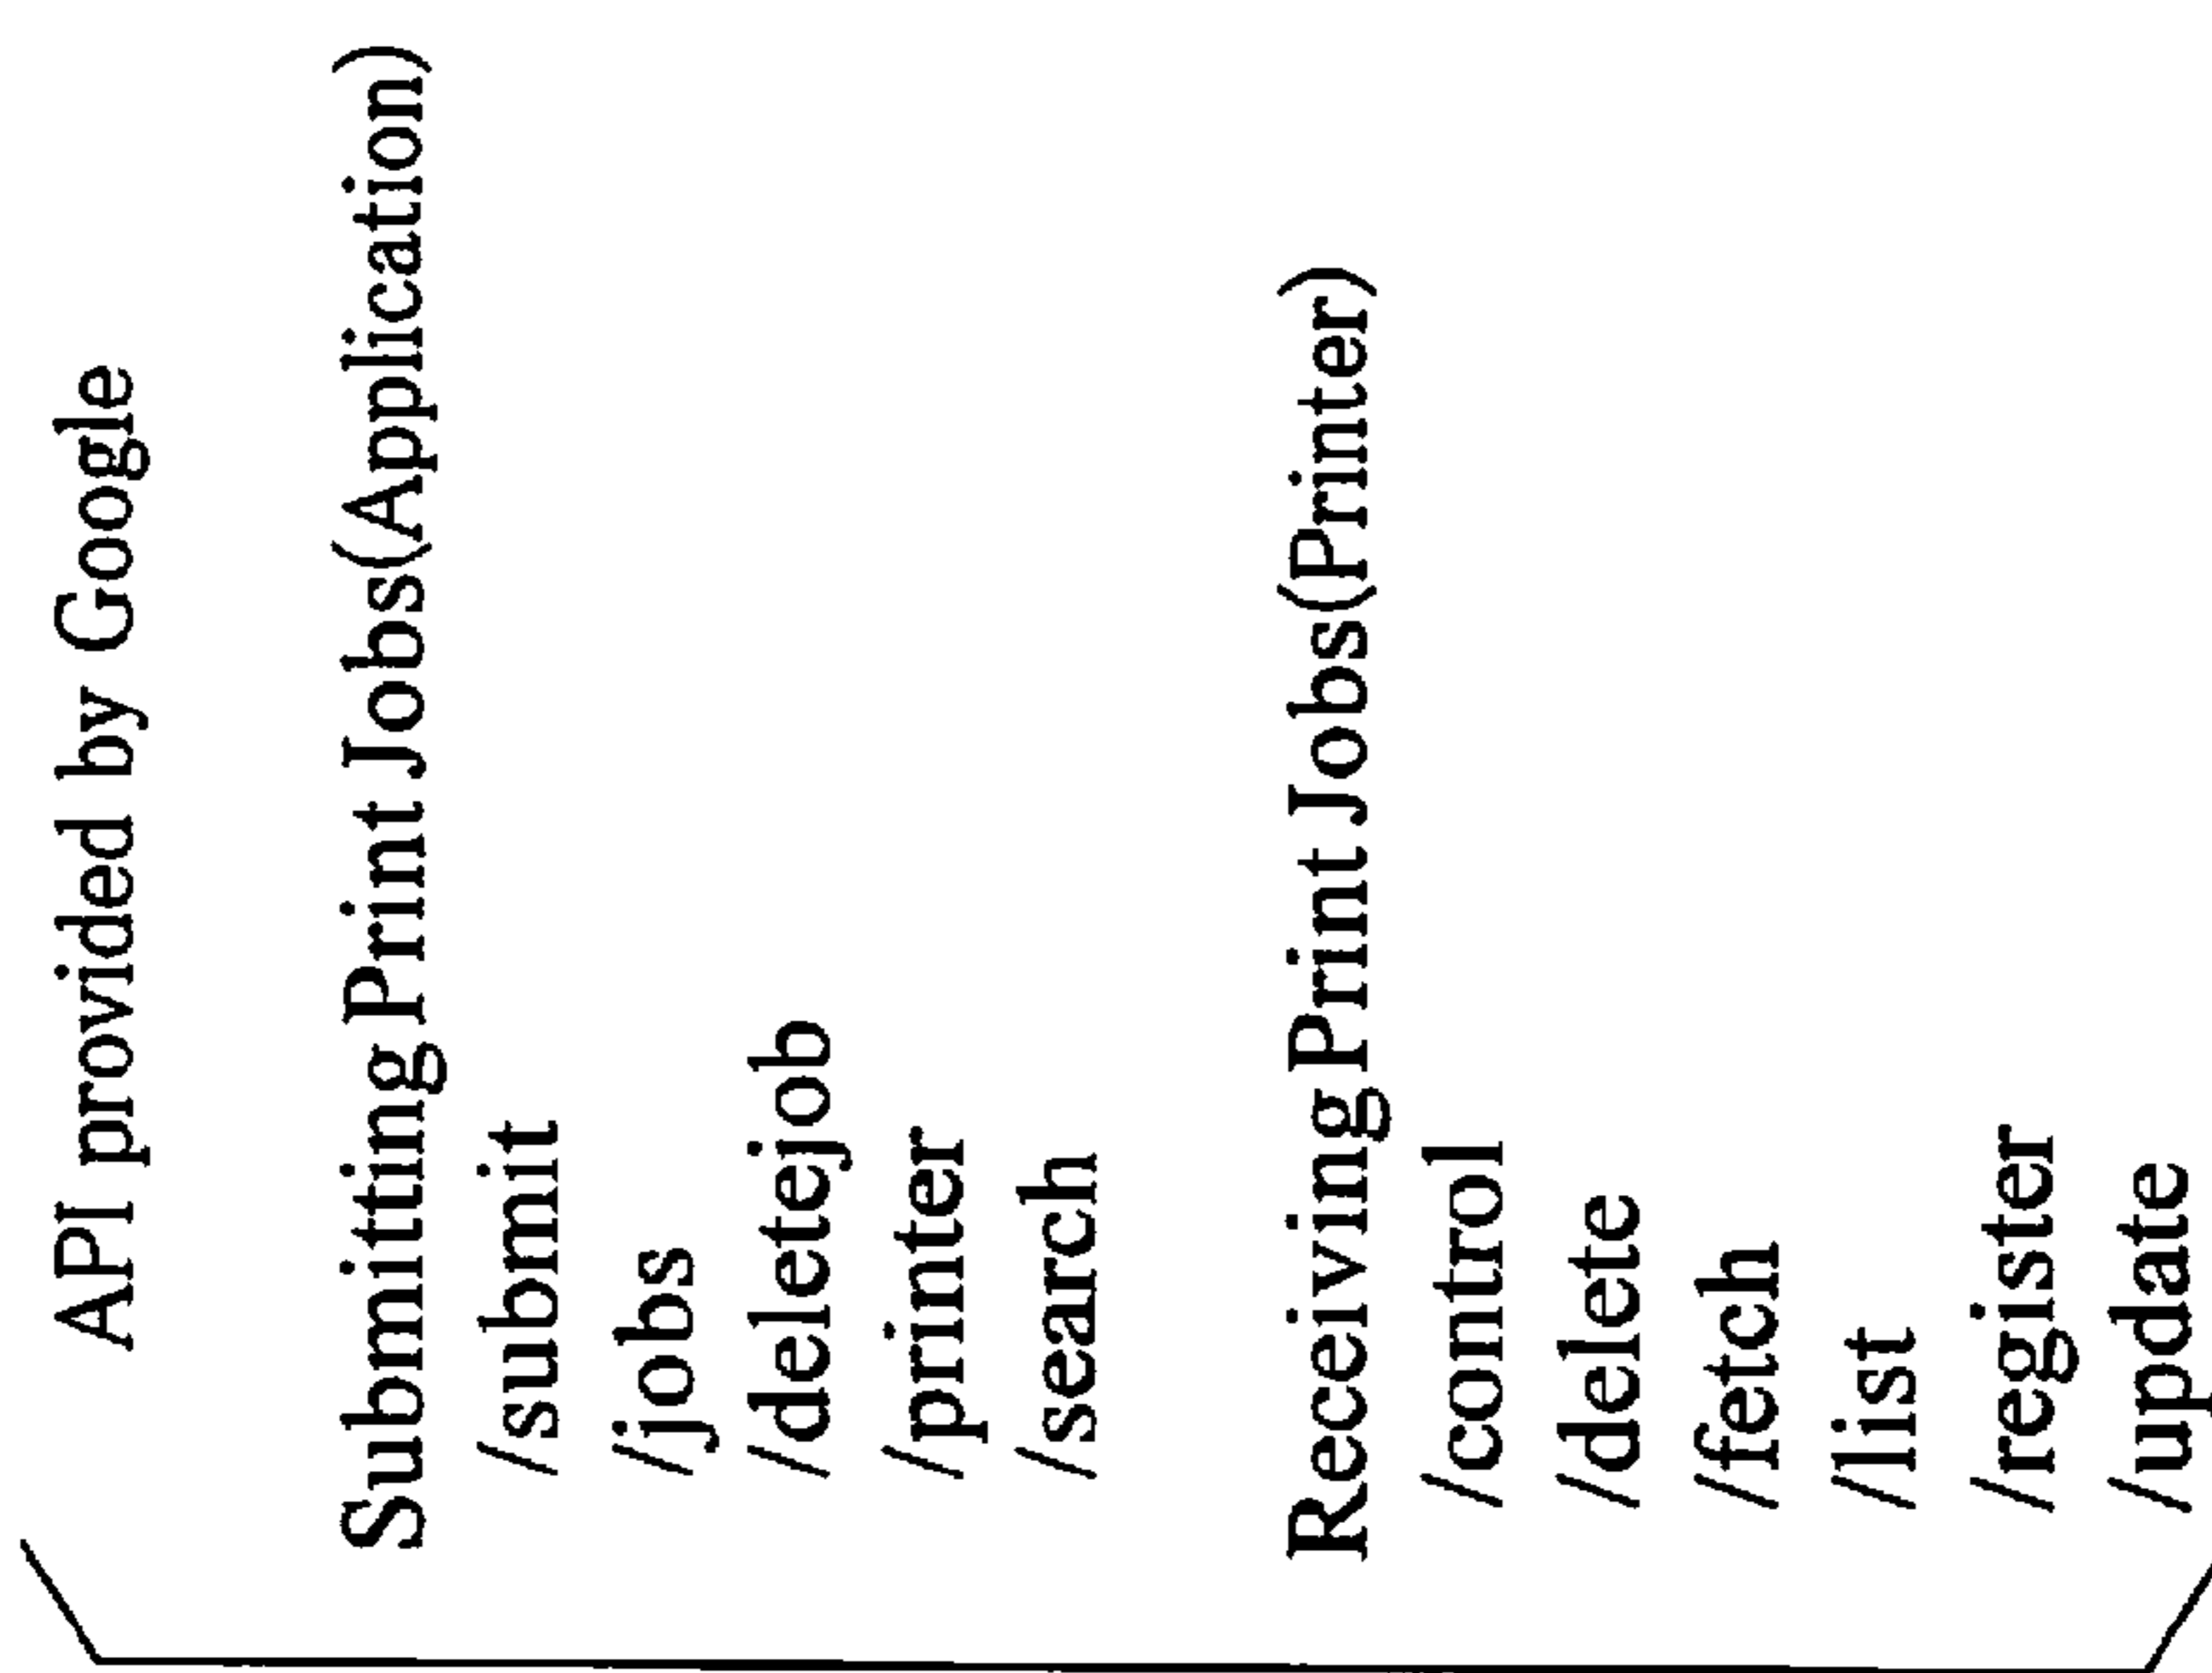 API provided by Google
Submitting Print Jobs(Application)
/submit
/jobs
/deletejob
/printer
/search
Receiving Print Jobs(Printer)
/control
/delete
/fetch
/list
/register
/update